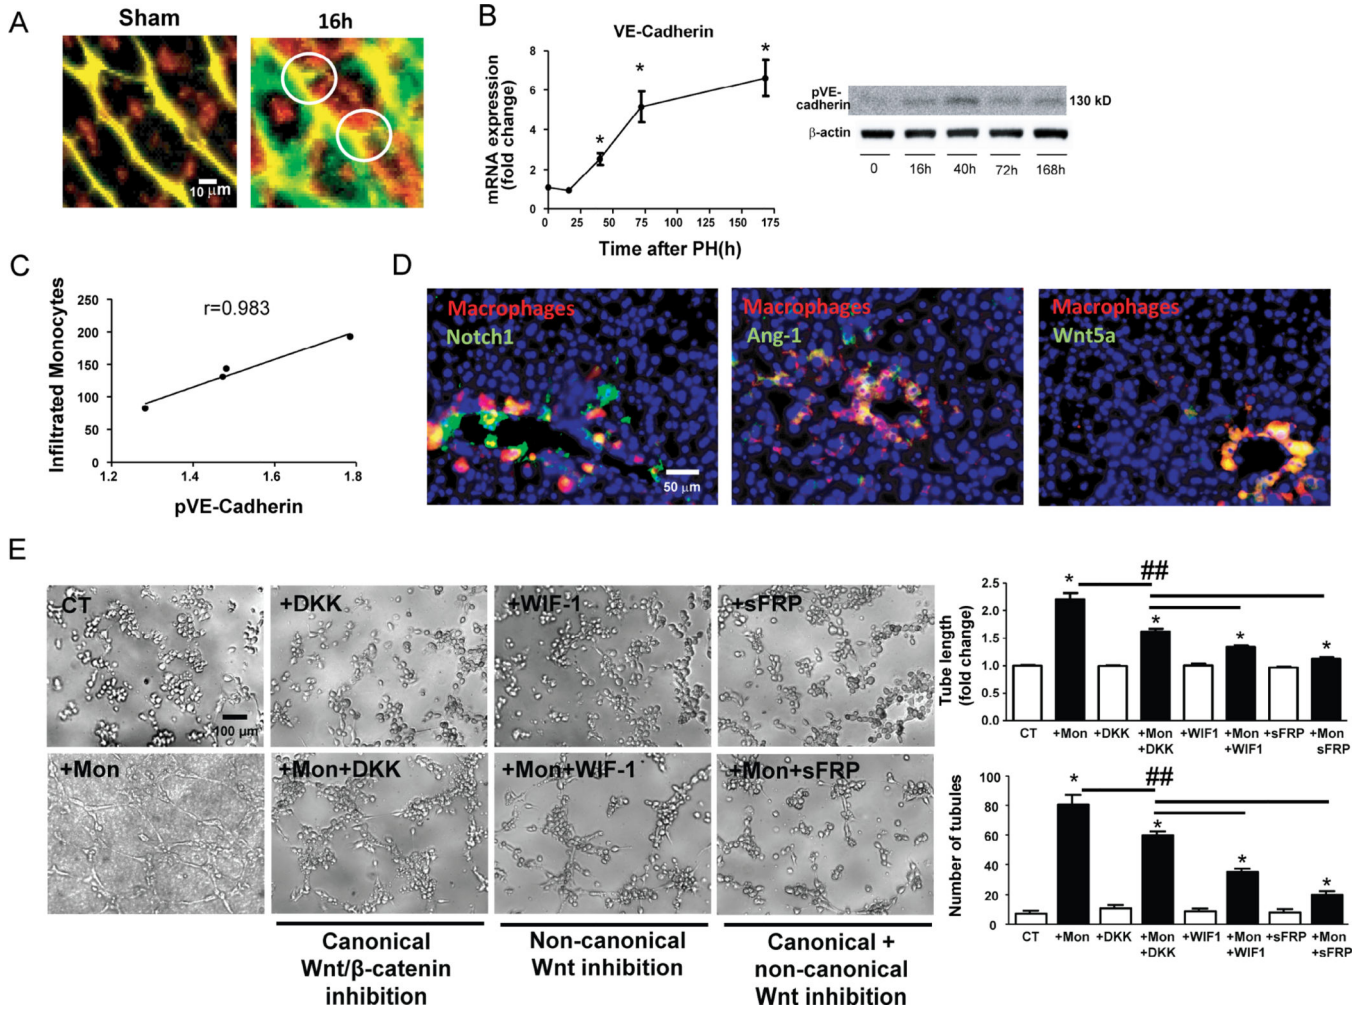 A
Sham
16h
10 μm
B
VE-Cadherin
mRNA expression
(fold change)
8
6
4
2
0
0 25 50 75 100 125 150 175
Time after PH(h)
*
*
*
pVE-
cadherin
130 kD
β-actin
0 16h 40h 72h 168h
C
Infiltrated Monocytes
250
200
150
100
50
0
r=0.983
1.2 1.4 1.6 1.8
pVE-Cadherin
D
Macrophages
Notch1
50 μm
Macrophages
Ang-1
Macrophages
Wnt5a
E
CT
100 μm
+DKK
+WIF-1
+sFRP
+Mon
+Mon+DKK
+Mon+WIF-1
+Mon+sFRP
Canonical
Wnt/β-catenin
inhibition
Non-canonical
Wnt inhibition
Canonical +
non-canonical
Wnt inhibition
Tube length
(fold change)
2.5
2.0
1.5
1.0
0.5
0.0
*
##
*
*
*
CT +Mon +DKK +Mon +WIF1 +Mon +sFRP +Mon
+DKK +WIF1 sFRP
Number of tubules
100
80
60
40
20
0
*
##
*
*
*
CT +Mon +DKK +Mon +WIF1 +Mon +sFRP +Mon
+DKK +WIF1 +sFRP